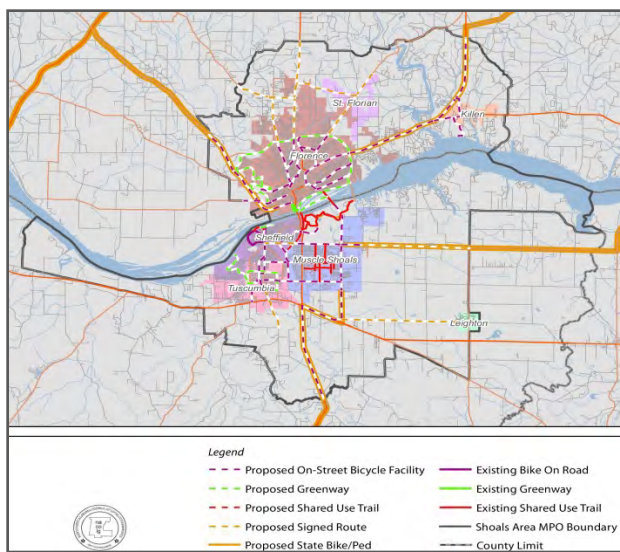 St. Florian
Killen
Florence
Sheffield
Muscle Shoals
Tuscumbia
Leighton
Legend
Proposed On-Street Bicycle Facility
Proposed Greenway
Proposed Shared Use Trail
Proposed Signed Route
Proposed State Bike/Ped
Existing Bike On Road
Existing Greenway
Existing Shared Use Trail
Shoals Area MPO Boundary
County Limit